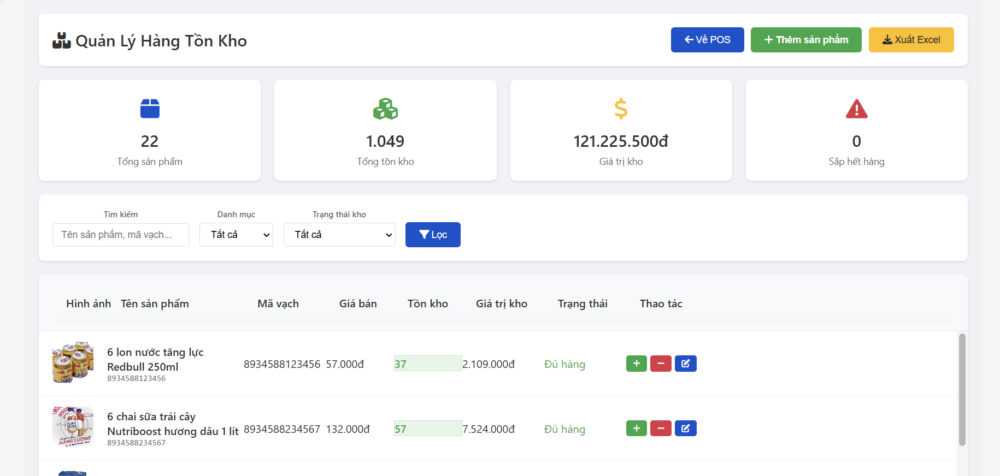 Quản Lý Hàng Tồn Kho
Về POS
Thêm sản phẩm
Xuất Excel
22
Tổng sản phẩm
1.049
Tổng tồn kho
121.225.500đ
Giá trị kho
0
Sắp hết hàng
Tìm kiếm
Danh mục
Trạng thái kho
Tên sản phẩm, mã vạch...
Tất cả
Tất cả
Lọc
Hình ảnh Tên sản phẩm Mã vạch Giá bán Tồn kho Giá trị kho Trạng thái Thao tác
6 lon nước tăng lực
Redbull 250ml
8934588123456
8934588123456 57.000đ 37 2.109.000đ Đủ hàng
NĂNG LƯỢNG
6 chai sữa trái cây
Nutriboost hương dâu 1 lít
8934588234567
8934588234567 132.000đ 57 7.524.000đ Đủ hàng